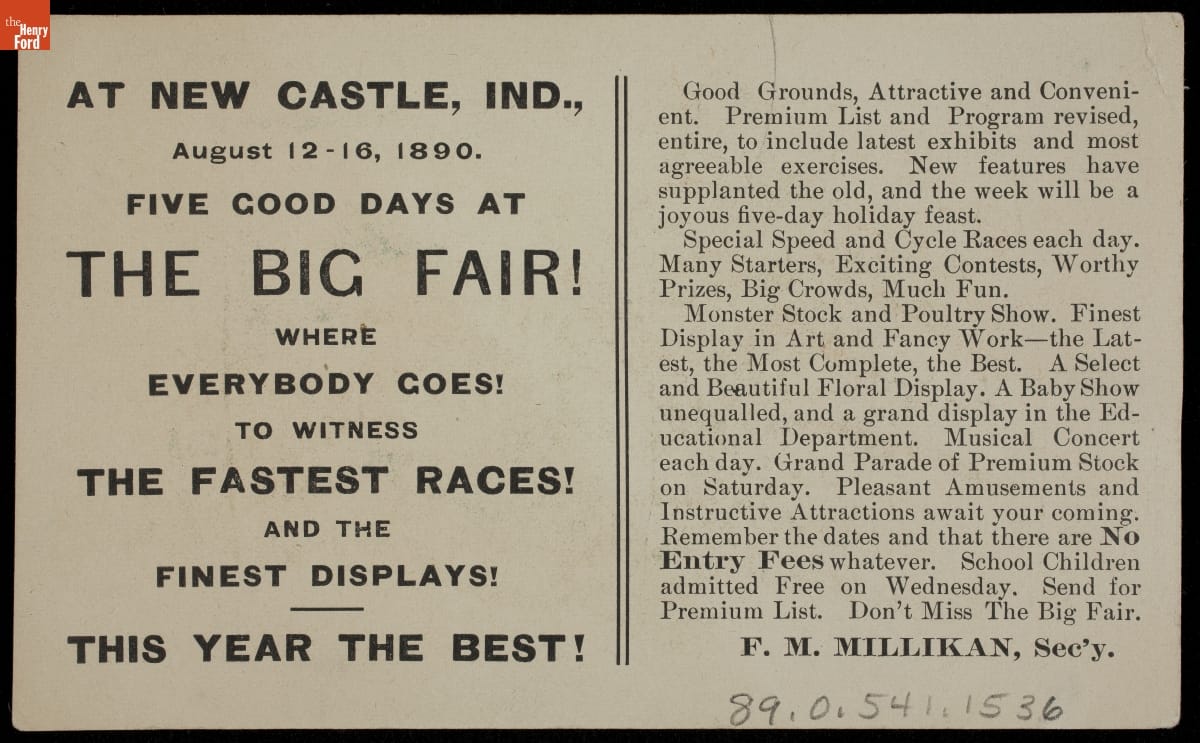 the
Henry
Ford
AT NEW CASTLE, IND.,
August 12-16, 1890.
FIVE GOOD DAYS AT
THE BIG FAIR!
WHERE
EVERYBODY GOES!
TO WITNESS
THE FASTEST RACES!
AND THE
FINEST DISPLAYS!
THIS YEAR THE BEST!
Good Grounds, Attractive and Conveni-
ent. Premium List and Program revised,
entire, to include latest exhibits and most
agreeable exercises. New features have
supplanted the old, and the week will be a
joyous five-day holiday feast.
Special Speed and Cycle Races each day.
Many Starters, Exciting Contests, Worthy
Prizes, Big Crowds, Much Fun.
Monster Stock and Poultry Show. Finest
Display in Art and Fancy Work—the Lat-
est, the Most Complete, the Best. A Select
and Beautiful Floral Display. A Baby Show
unequalled, and a grand display in the Ed-
ucational Department. Musical Concert
each day. Grand Parade of Premium Stock
on Saturday. Pleasant Amusements and
Instructive Attractions await your coming.
Remember the dates and that there are No
Entry Fees whatever. School Children
admitted Free on Wednesday. Send for
Premium List. Don't Miss The Big Fair.
F. M. MILLIKAN, Sec'y.
89.0.541.1536